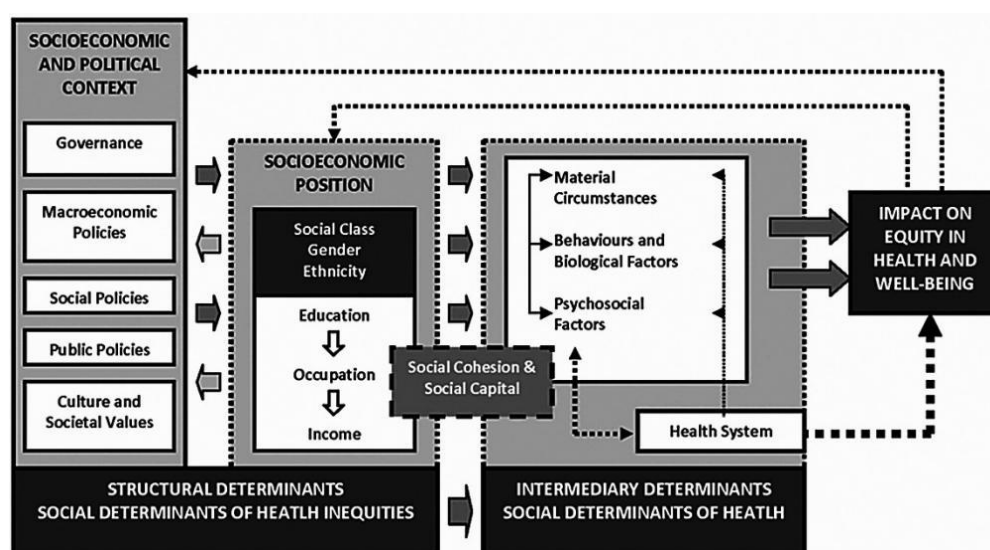 SOCIOECONOMIC
AND POLITICAL
CONTEXT
Governance
Macroeconomic
Policies
Social Policies
Public Policies
Culture and
Societal Values
SOCIOECONOMIC
POSITION
Social Class
Gender
Ethnicity
Education
Occupation
Income
Social Cohesion &
Social Capital
Material
Circumstances
Behaviours and
Biological Factors
Psychosocial
Factors
Health System
IMPACT ON
EQUITY IN
HEALTH AND
WELL-BEING
STRUCTURAL DETERMINANTS
SOCIAL DETERMINANTS OF HEATLH INEQUITIES
INTERMEDIARY DETERMINANTS
SOCIAL DETERMINANTS OF HEATLH